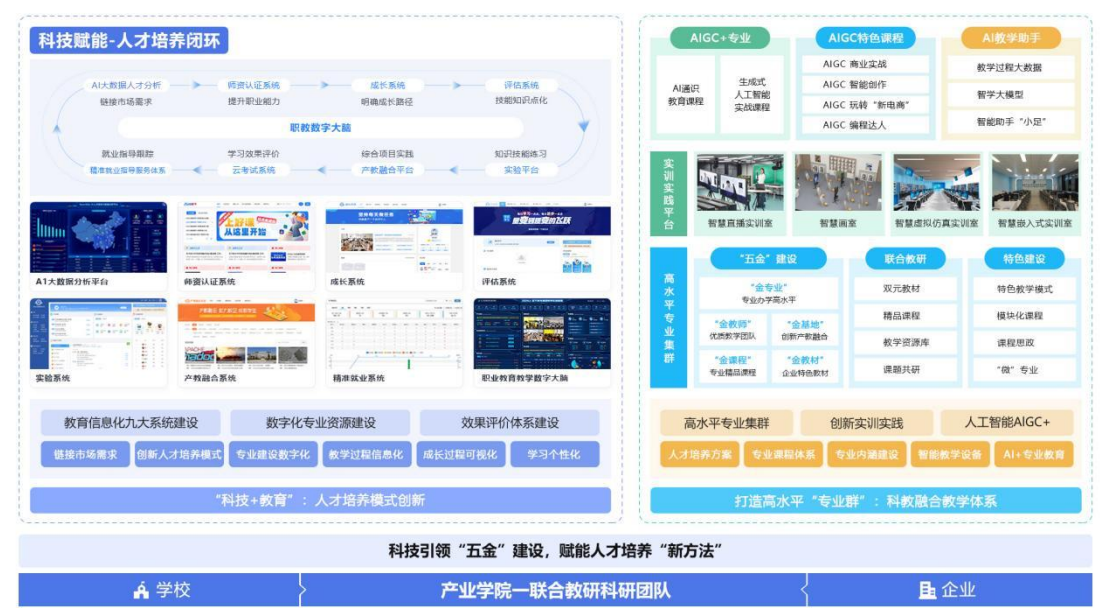 科技赋能-人才培养闭环
AI大数据人才分析
链接市场需求
师资认证系统
提升职业能力
成长系统
明确成长路径
评估系统
技能知识点化
职教数字大脑
就业指导跟踪
精准就业指导服务体系
学习效果评价
云考试系统
综合项目实践
产教融合平台
知识技能练习
实验平台
上好课
从这里开始
A1大数据分析平台
师资认证系统
成长系统
评估系统
实验系统
产教融合系统
精准就业系统
职业教育教学数字大脑
教育信息化九大系统建设
数字化专业资源建设
效果评价体系建设
链接市场需求
创新人才培养模式
专业建设数字化
教学过程信息化
成长过程可视化
学习个性化
“科技+教育”：人才培养模式创新
AIGC+专业
AI通识
教育课程
生成式
人工智能
实战课程
AIGC特色课程
AIGC 商业实战
AIGC 智能创作
AIGC 玩转“新电商”
AIGC 编程达人
AI教学助手
教学过程大数据
智学大模型
智能助手“小足”
实训实践平台
智慧直播实训室
智慧画室
智慧虚拟仿真实训室
智慧嵌入式实训室
高水平专业集群
“五金”建设
“金专业”
专业办学高水平
“金教师”
优质教学团队
“金基地”
创新产教融合
“金课程”
专业精品课程
“金教材”
企业特色教材
联合教研
双元教材
精品课程
教学资源库
课题共研
特色建设
特色教学模式
模块化课程
课程思政
“微”专业
高水平专业集群
创新实训实践
人工智能AIGC+
人才培养方案
专业课程体系
专业内涵建设
智能教学设备
AI+专业教育
打造高水平“专业群”：科教融合教学体系
科技引领“五金”建设，赋能人才培养“新方法”
学校
产业学院—联合教研科研团队
企业